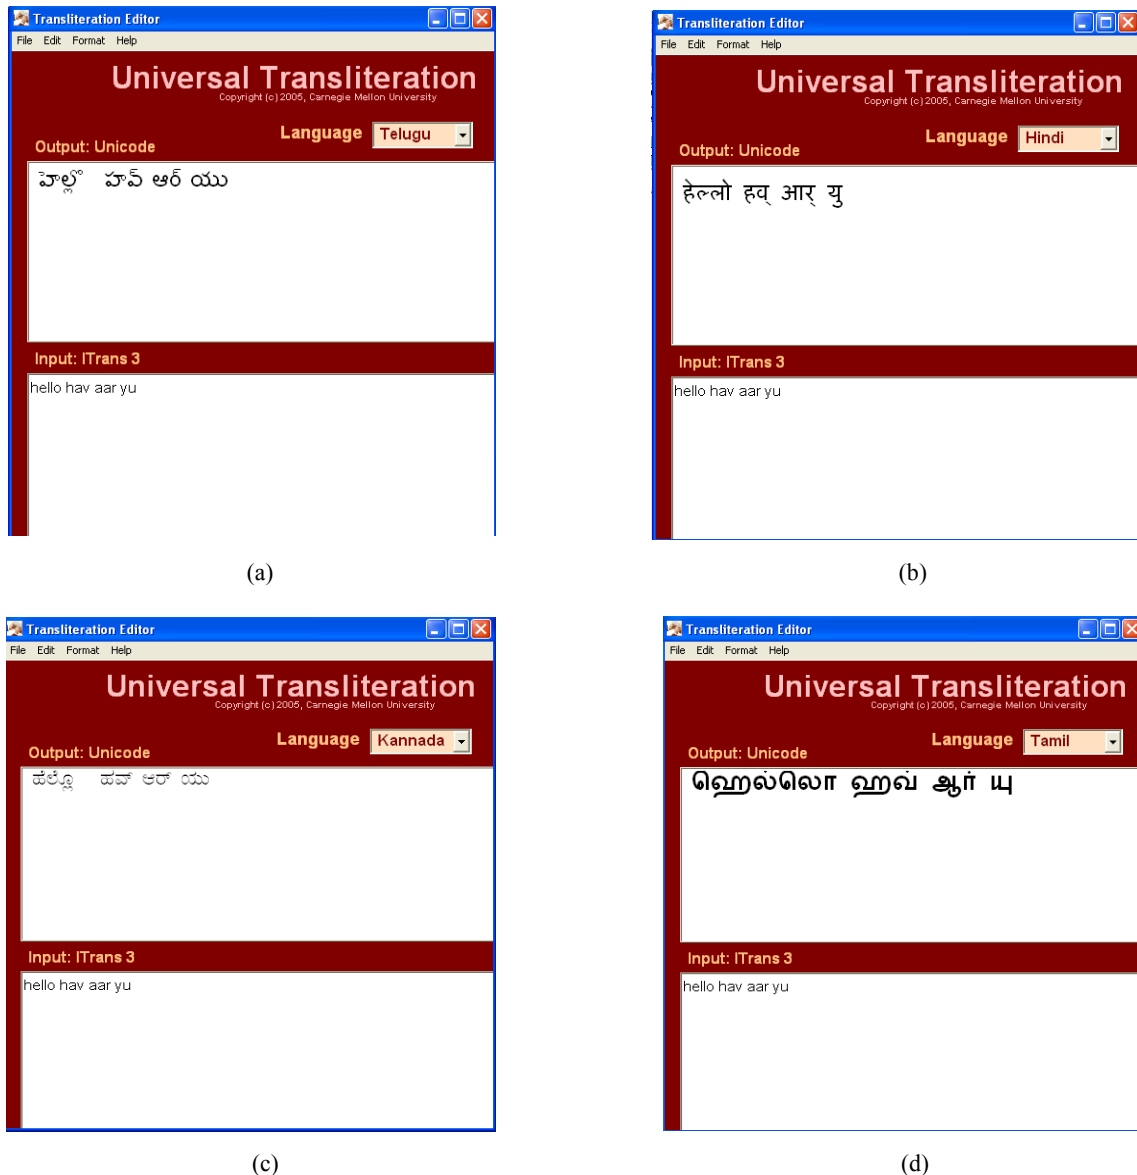 Transliteration Editor
File Edit Format Help
Universal Transliteration
Copyright (c) 2005, Carnegie Mellon University
Language Telugu
Output: Unicode
హెల్లొ హవ్ ఆర్ యు
Input: ITrans 3
hello hav aar yu
(a)
Transliteration Editor
File Edit Format Help
Universal Transliteration
Copyright (c) 2005, Carnegie Mellon University
Language Hindi
Output: Unicode
हेल्लो हव् आर् यु
Input: ITrans 3
hello hav aar yu
(b)
Transliteration Editor
File Edit Format Help
Universal Transliteration
Copyright (c) 2005, Carnegie Mellon University
Language Kannada
Output: Unicode
ಹೆಲ್ಲೊ ಹವ್ ಆರ್ ಯು
Input: ITrans 3
hello hav aar yu
(c)
Transliteration Editor
File Edit Format Help
Universal Transliteration
Copyright (c) 2005, Carnegie Mellon University
Language Tamil
Output: Unicode
ஹெல்லொ ஹவ் ஆர் யு
Input: ITrans 3
hello hav aar yu
(d)